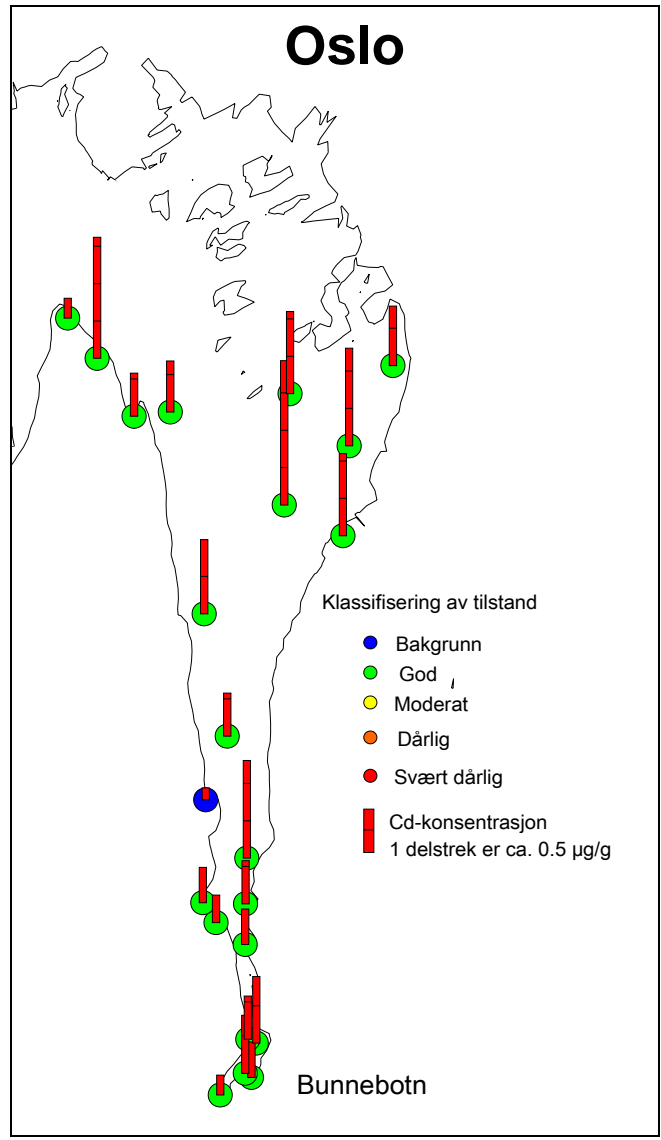 Oslo
Klassifisering av tilstand
Bakgrunn
God
Moderat
Dårlig
Svært dårlig
Cd-konsentrasjon
1 delstrek er ca. 0.5 µg/g
Bunnebotn